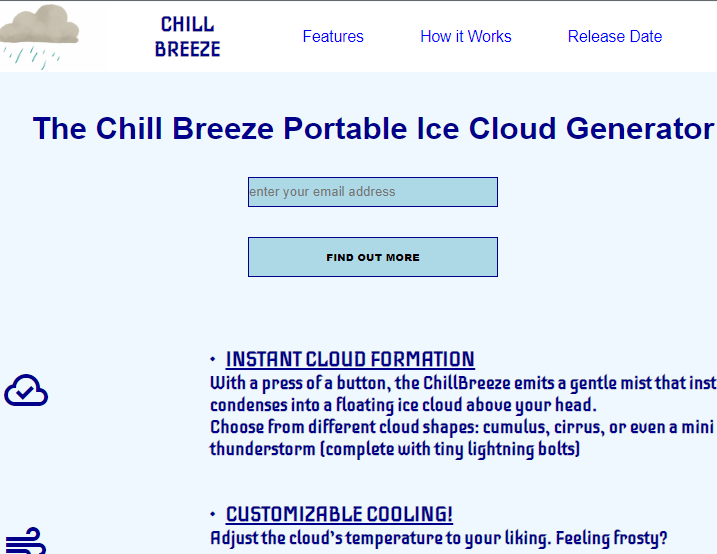 CHILL
BREEZE
Features
How it Works
Release Date
The Chill Breeze Portable Ice Cloud Generator
enter your email address
FIND OUT MORE
• INSTANT CLOUD FORMATION
With a press of a button, the ChillBreeze emits a gentle mist that inst
condenses into a floating ice cloud above your head.
Choose from different cloud shapes: cumulus, cirrus, or even a mini
thunderstorm (complete with tiny lightning bolts)
• CUSTOMIZABLE COOLING!
Adjust the cloud's temperature to your liking. Feeling frosty?